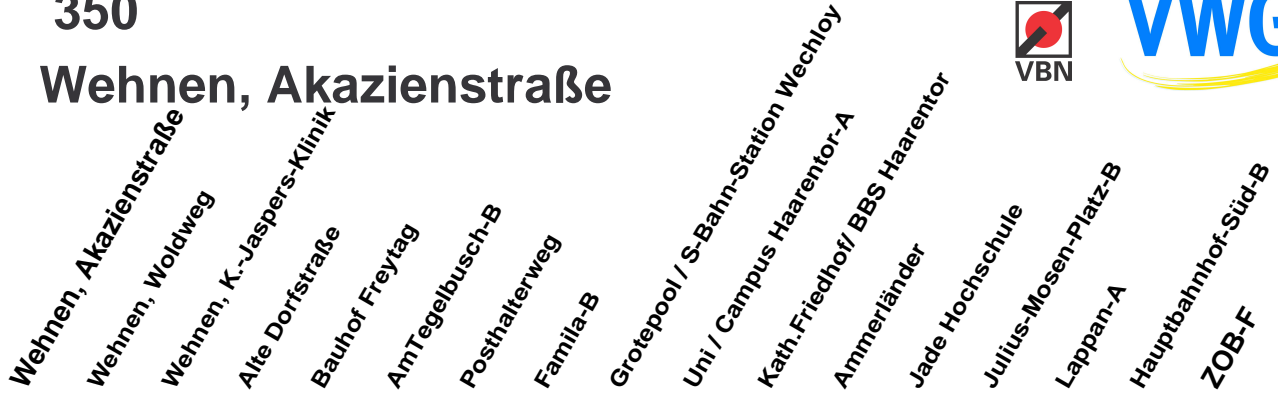 350
VBN
VWG
Wehnen, Akazienstraße
Wehnen, Akazienstraße
Wehnen, Woldweg
Wehnen, K.-Jaspers-Klinik
Alte Dorfstraße
Bauhof Freytag
AmTegelbusch-B
Posthalterweg
Famila-B
Grotepool / S-Bahn-Station Wechloy
Uni / Campus Haarentor-A
Kath.Friedhof/ BBS Haarentor
Ammerländer
Jade Hochschule
Julius-Mosen-Platz-B
Lappan-A
Hauptbahnhof-Süd-B
ZOB-F